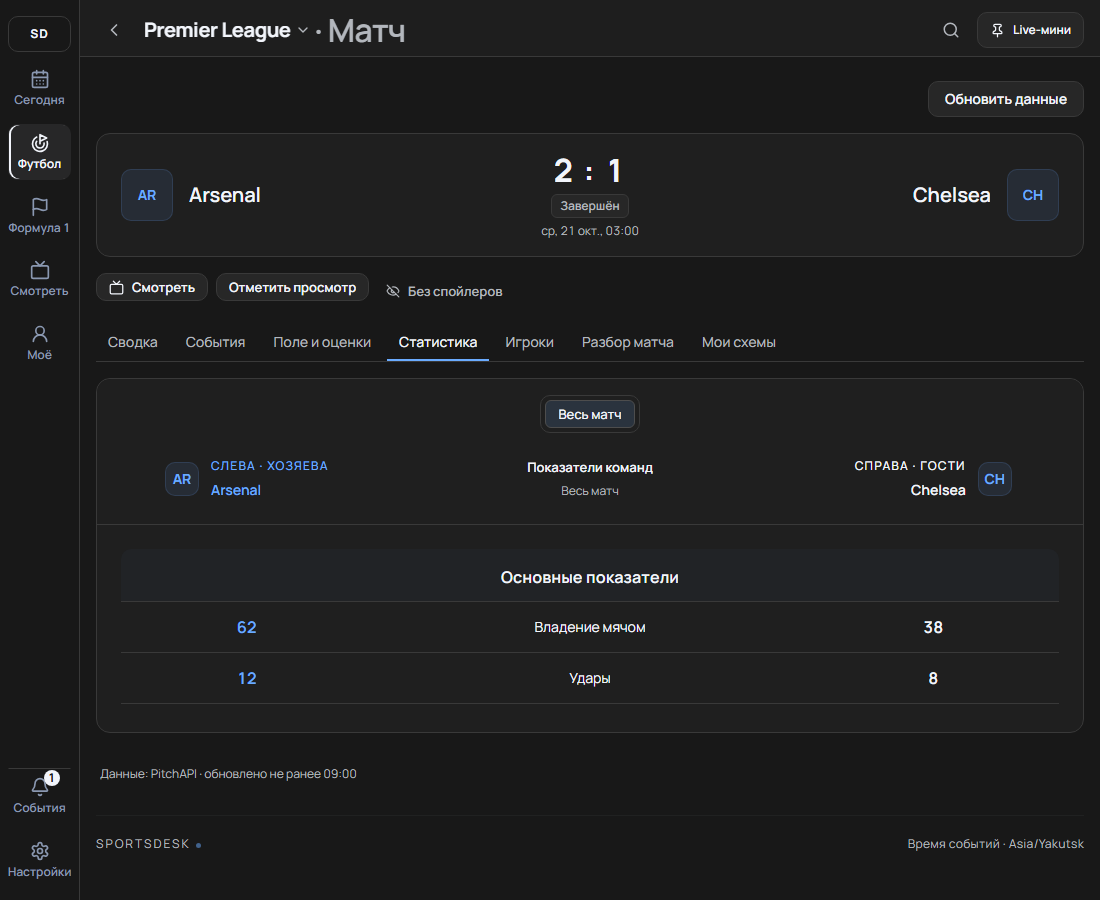 SD
Сегодня
Футбол
Формула 1
Смотреть
Моё
1
События
Настройки
Premier League · Матч
Live-мини
Обновить данные
AR Arsenal
2 : 1
Завершён
ср, 21 окт., 03:00
Chelsea CH
Смотреть
Отметить просмотр
Без спойлеров
Сводка События Поле и оценки Статистика Игроки Разбор матча Мои схемы
Весь матч
AR
СЛЕВА · ХОЗЯЕВА
Arsenal
Показатели команд
Весь матч
СПРАВА · ГОСТИ
Chelsea
CH
Основные показатели
62 Владение мячом 38
12 Удары 8
Данные: PitchAPI · обновлено не ранее 09:00
SPORTSDESK
Время событий · Asia/Yakutsk